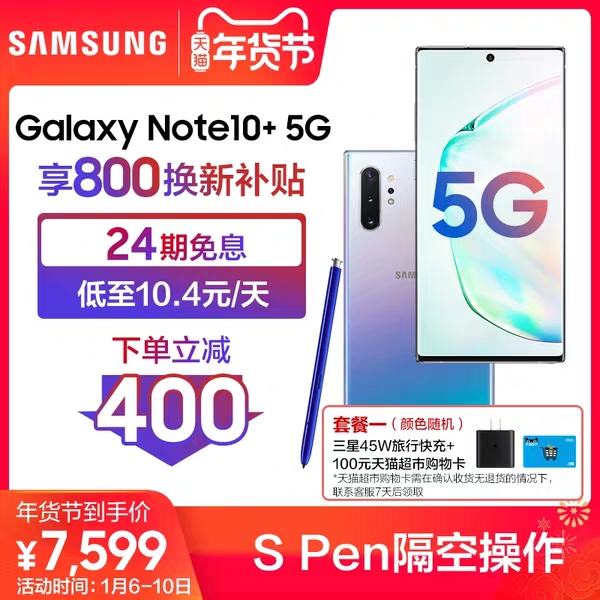 SAMSUNG
天猫 年货节
Galaxy Note10+ 5G
享800换新补贴
24期免息
低至10.4元/天
下单立减
400
5G
SAM
套餐一(颜色随机)
三星45W旅行快充+
100元天猫超市购物卡
*天猫超市购物卡需在确认收货无退货的情况下,
联系客服7天后领取
年货节到手价
¥7,599
活动时间:1月6-10日
S Pen隔空操作